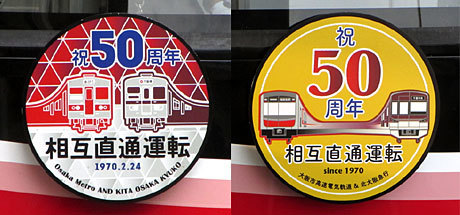 祝50周年
相互直通運転
1970.2.24
Osaka Metro AND KITA OSAKA KYUKO
祝
50
周年
相互直通運転
since 1970
大阪市高速電気軌道 & 北大阪急行